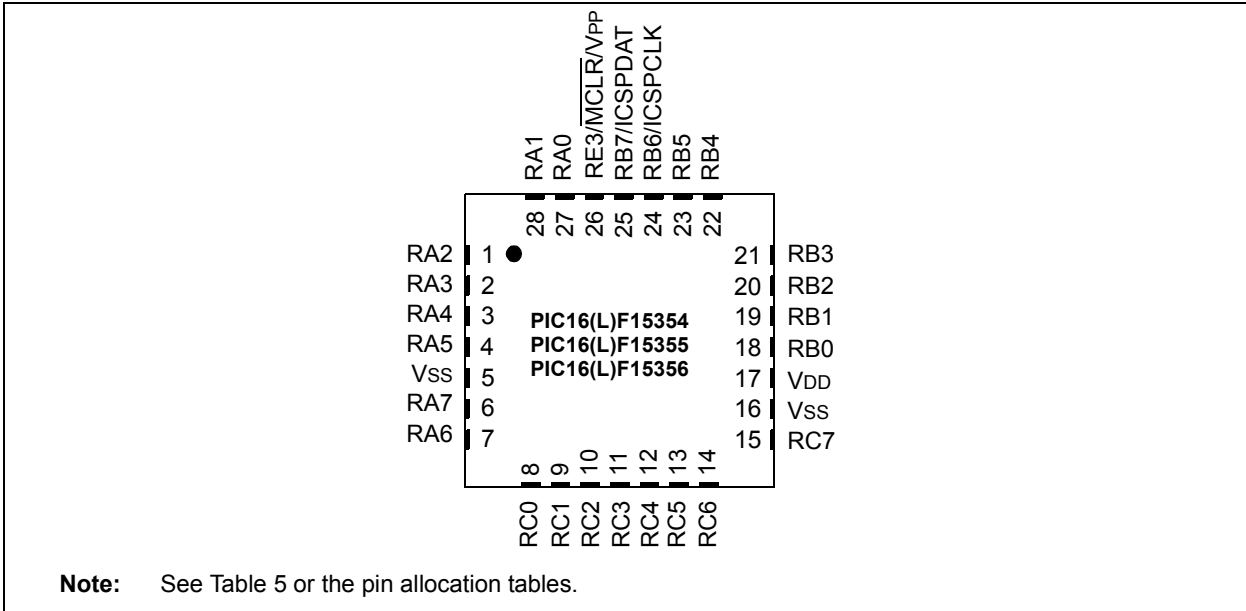 RA1
RA0
RE3/MCLR/VPP
RB7/ICSPDAT
RB6/ICSPCLK
RB5
RB4
28
27
26
25
24
23
22
RA2 1
RA3 2
RA4 3
RA5 4
VSS 5
RA7 6
RA6 7
PIC16(L)F15354
PIC16(L)F15355
PIC16(L)F15356
21 RB3
20 RB2
19 RB1
18 RB0
17 VDD
16 VSS
15 RC7
8
9
10
11
12
13
14
RC0
RC1
RC2
RC3
RC4
RC5
RC6
Note: See Table 5 or the pin allocation tables.